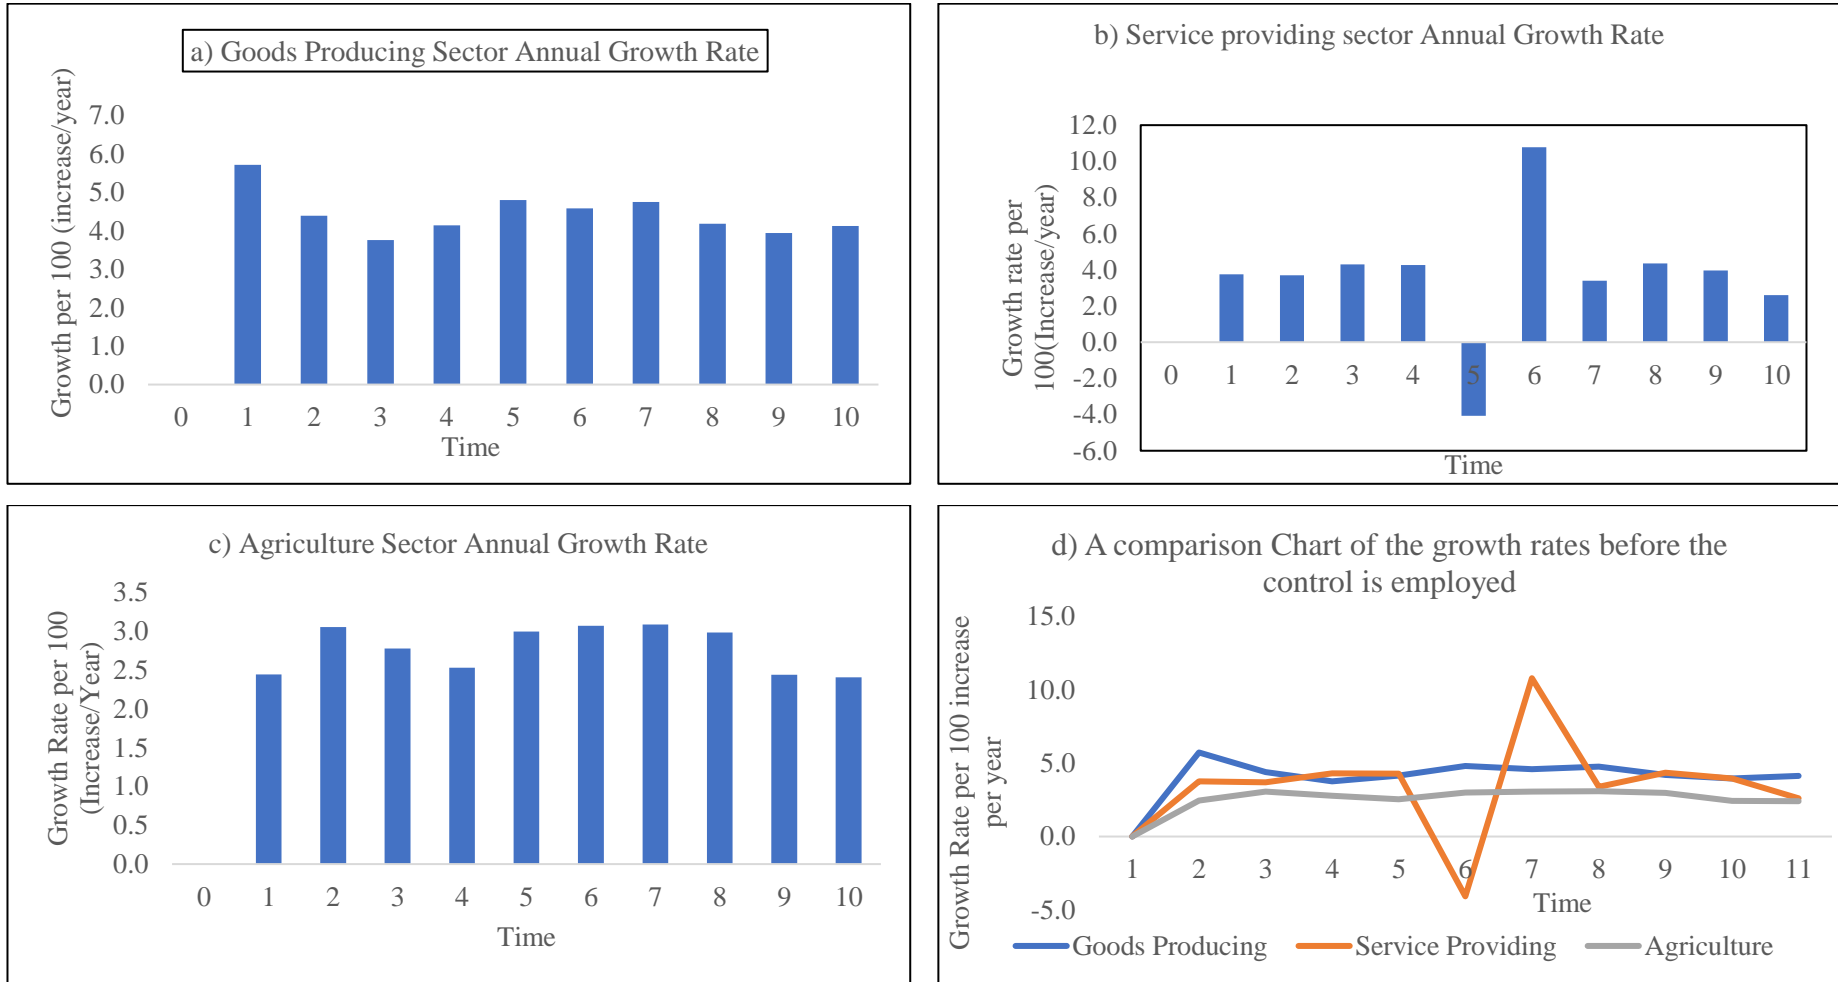 a) Goods Producing Sector Annual Growth Rate
Growth per 100 (increase/year)
7.0
6.0
5.0
4.0
3.0
2.0
1.0
0.0
0 1 2 3 4 5 6 7 8 9 10
Time
b) Service providing sector Annual Growth Rate
Growth rate per
100(Increase/year)
12.0
10.0
8.0
6.0
4.0
2.0
0.0
-2.0
-4.0
-6.0
0 1 2 3 4 5 6 7 8 9 10
Time
c) Agriculture Sector Annual Growth Rate
Growth Rate per 100
(Increase/Year)
3.5
3.0
2.5
2.0
1.5
1.0
0.5
0.0
0 1 2 3 4 5 6 7 8 9 10
Time
d) A comparison Chart of the growth rates before the
control is employed
Growth Rate per 100 increase
per year
15.0
10.0
5.0
0.0
-5.0
1 2 3 4 5 6 7 8 9 10 11
Time
Goods Producing Service Providing Agriculture